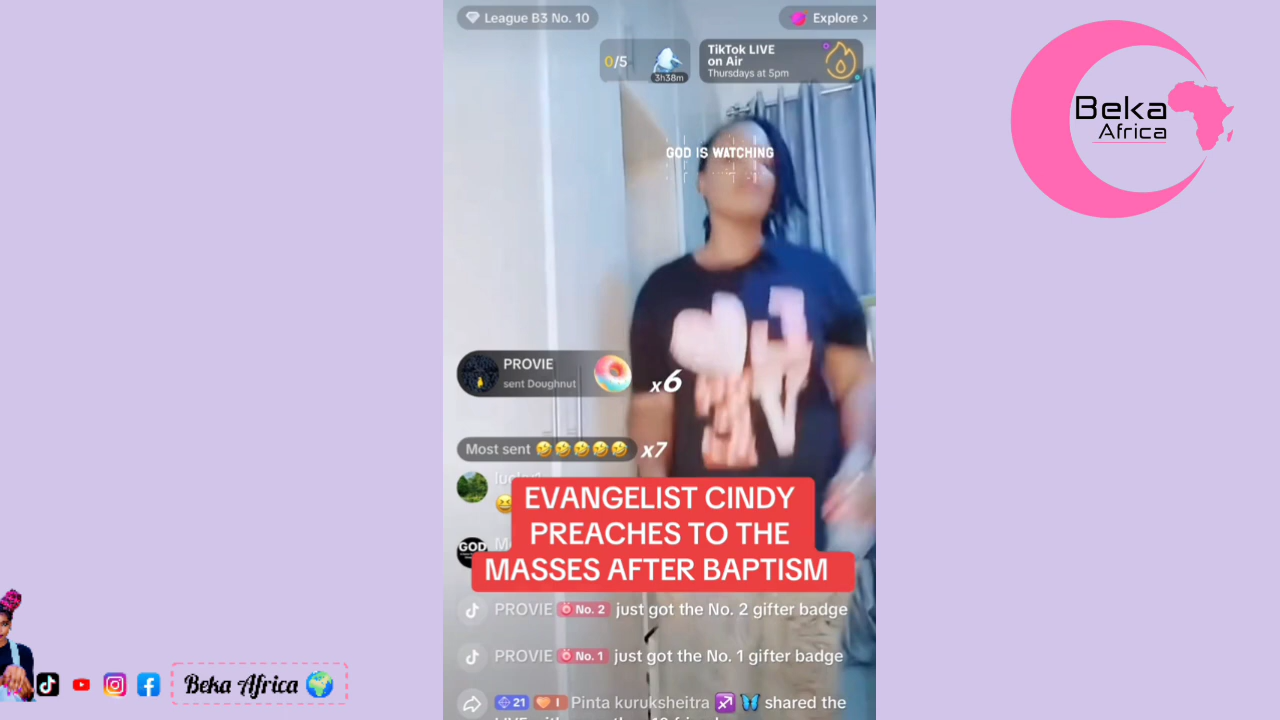 League B3 No. 10
Explore >
0/5
3h38m
TikTok LIVE
on Air
Thursdays at 5pm
Beka
Africa
GOD IS WATCHING
PROVIE
sent Doughnut
x6
Most sent 🤣🤣🤣🤣🤣 x7
EVANGELIST CINDY
PREACHES TO THE
MASSES AFTER BAPTISM
GOD.
PROVIE No. 2 just got the No. 2 gifter badge
PROVIE No. 1 just got the No. 1 gifter badge
21 I Pinta kuruksheitra ♐🦋 shared the
Beka Africa